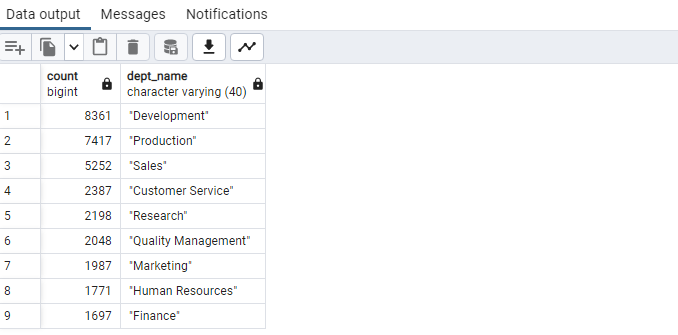 Data output Messages Notifications
count dept_name
bigint character varying (40)
1 8361 "Development"
2 7417 "Production"
3 5252 "Sales"
4 2387 "Customer Service"
5 2198 "Research"
6 2048 "Quality Management"
7 1987 "Marketing"
8 1771 "Human Resources"
9 1697 "Finance"